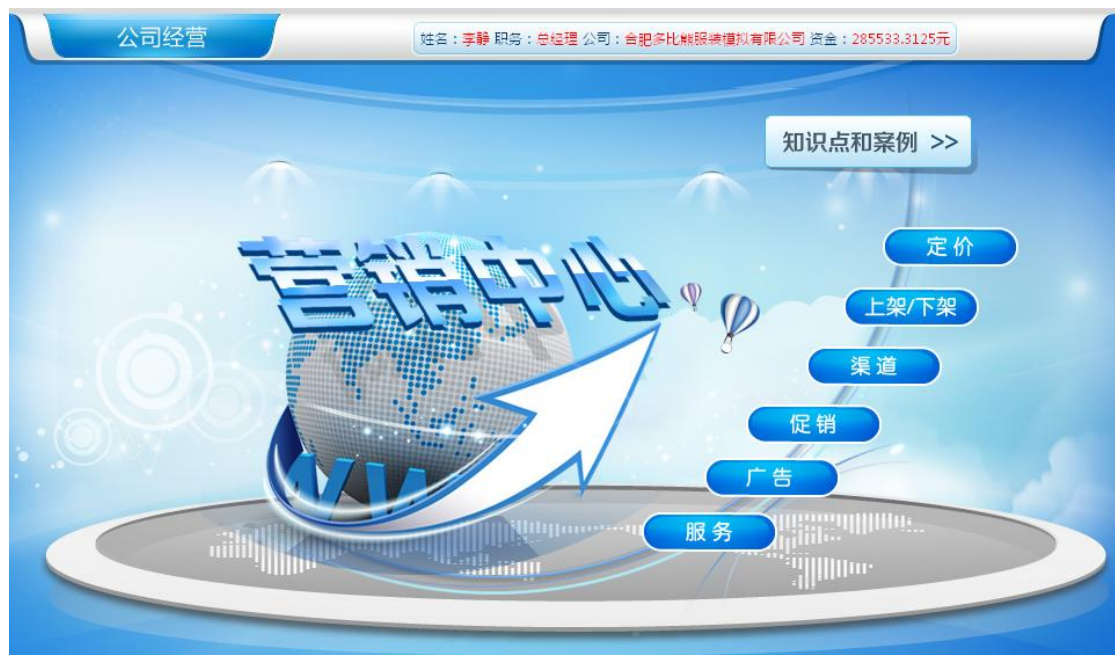 公司经营
姓名：李静 职务：总经理 公司：合肥多比熊服装模拟有限公司 资金：285533.3125元
知识点和案例 >>
营销中心
定价
上架/下架
渠道
促销
广告
服务